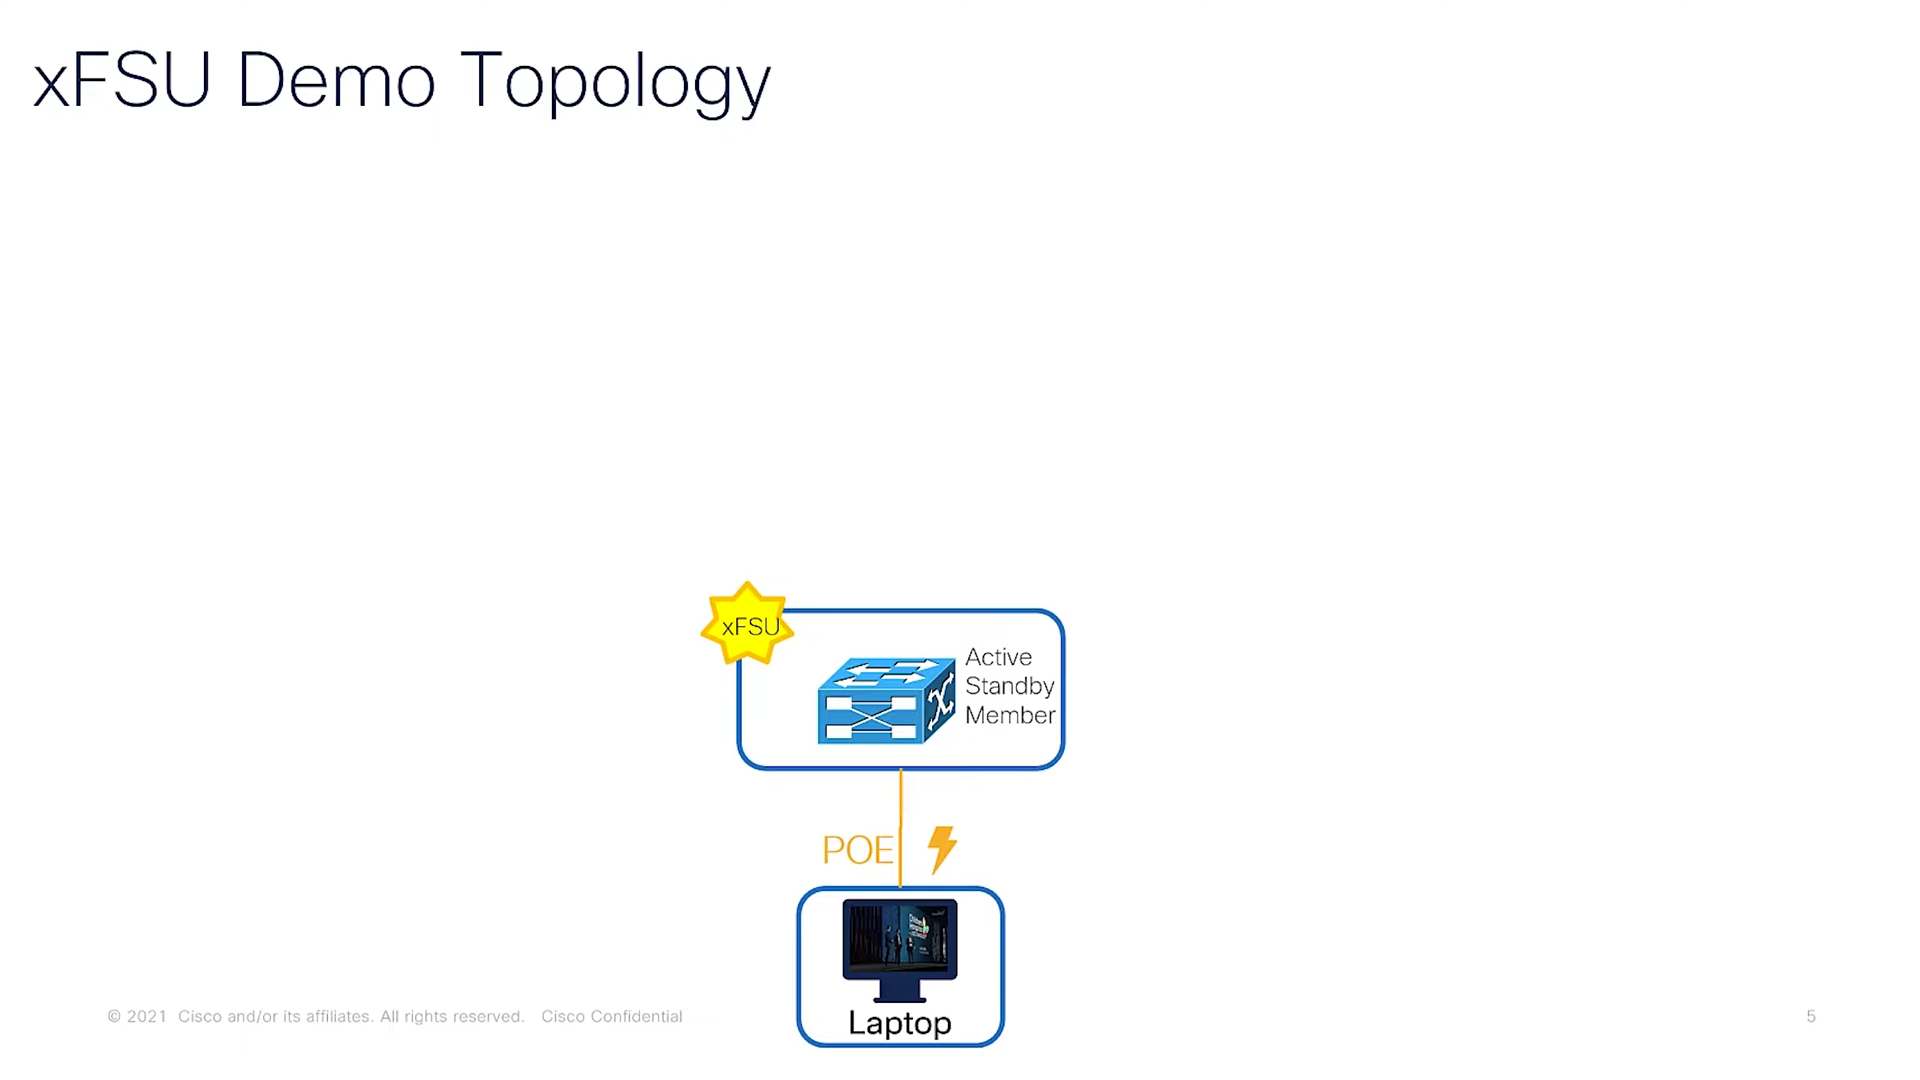 xFSU Demo Topology
xFSU
Active
Standby
Member
POE
Laptop
© 2021 Cisco and/or its affiliates. All rights reserved. Cisco Confidential
5